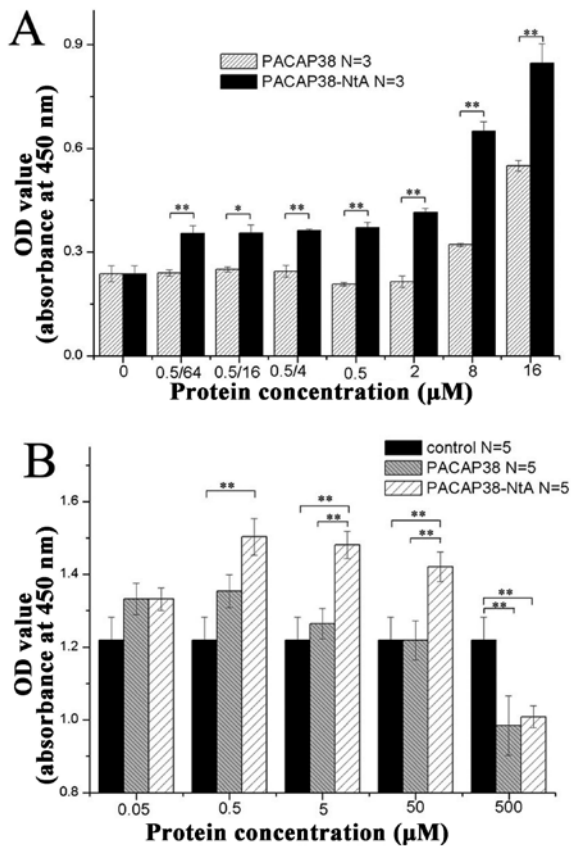 A
PACAP38 N=3
PACAP38-NtA N=3
** * ** ** ** ** **
0.9
0.6
0.3
0.0
OD value
(absorbance at 450 nm)
0 0.5/64 0.5/16 0.5/4 0.5 2 8 16
Protein concentration (μM)
B
control N=5
PACAP38 N=5
PACAP38-NtA N=5
** ** ** ** ** ** **
1.6
1.4
1.2
1.0
0.8
OD value
(absorbance at 450 nm)
0.05 0.5 5 50 500
Protein concentration (μM)